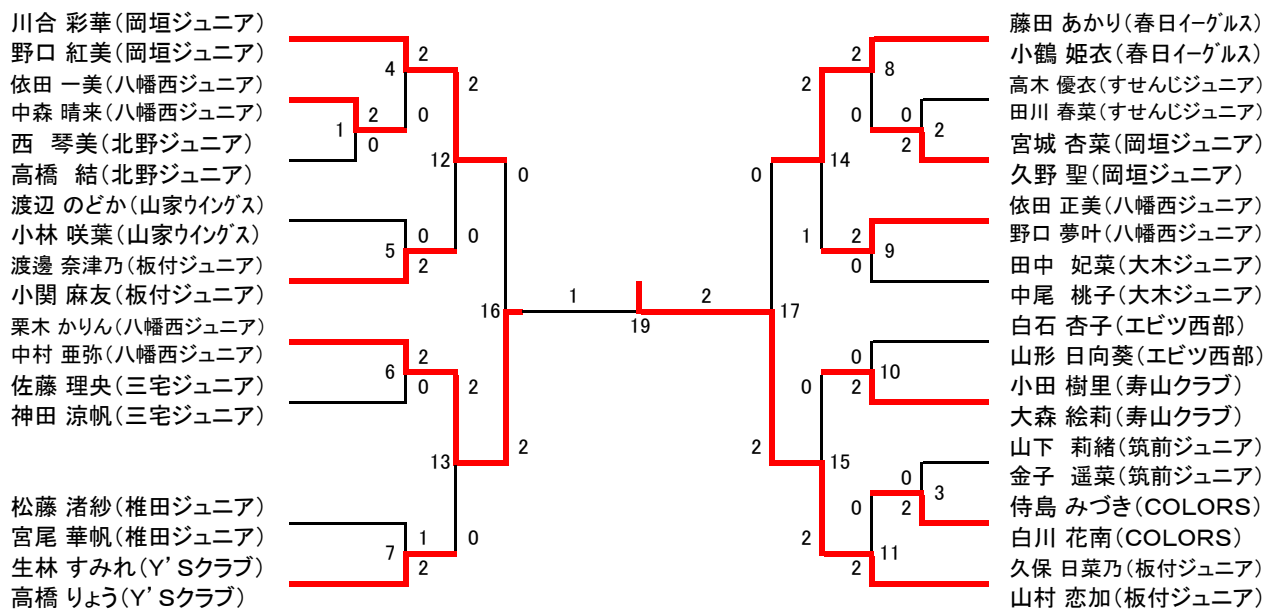 川合 彩華(岡垣ジュニア)
野口 紅美(岡垣ジュニア)
依田 一美(八幡西ジュニア)
中森 晴来(八幡西ジュニア)
西　琴美(北野ジュニア)
高橋　結(北野ジュニア)
渡辺 のどか(山家ウイングス)
小林 咲葉(山家ウイングス)
渡邊 奈津乃(板付ジュニア)
小関 麻友(板付ジュニア)
栗木 かりん(八幡西ジュニア)
中村 亜弥(八幡西ジュニア)
佐藤 理央(三宅ジュニア)
神田 涼帆(三宅ジュニア)
松藤 渚紗(椎田ジュニア)
宮尾 華帆(椎田ジュニア)
生林 すみれ(Y’Sクラブ)
高橋 りょう(Y’Sクラブ)
2
4
2
2
0
1
0
12
0
0
0
5
2
16
2
6
0
2
13
2
1
0
7
2
1
2
19
2
8
2
0
0
2
2
14
0
1
2
9
0
17
0
10
0
2
2
15
0
3
0
2
2
11
2
藤田 あかり(春日イーグルス)
小鶴 姫衣(春日イーグルス)
高木 優衣(すせんじジュニア)
田川 春菜(すせんじジュニア)
宮城 杏菜(岡垣ジュニア)
久野 聖(岡垣ジュニア)
依田 正美(八幡西ジュニア)
野口 夢叶(八幡西ジュニア)
田中　妃菜(大木ジュニア)
中尾　桃子(大木ジュニア)
白石 杏子(エビツ西部)
山形 日向葵(エビツ西部)
小田 樹里(寿山クラブ)
大森 絵莉(寿山クラブ)
山下　莉緒(筑前ジュニア)
金子　遥菜(筑前ジュニア)
侍島 みづき(COLORS)
白川 花南(COLORS)
久保 日菜乃(板付ジュニア)
山村 恋加(板付ジュニア)